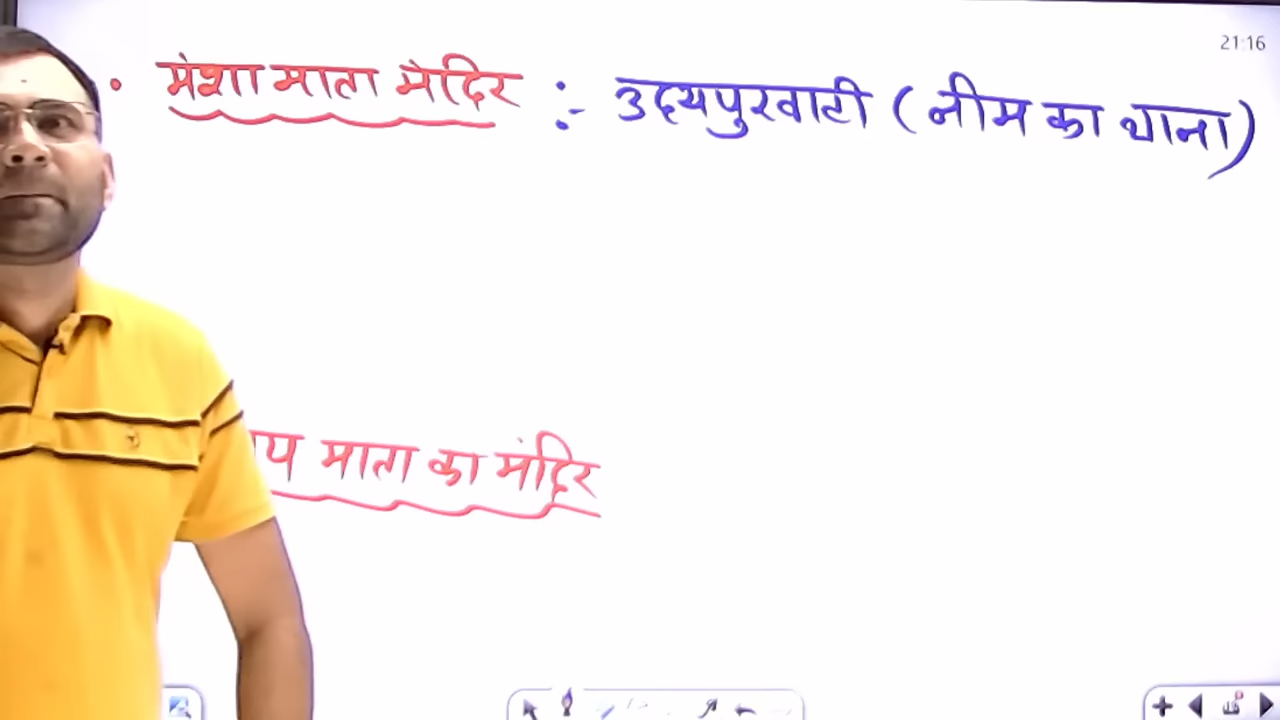 21:16
• मंशा माता मंदिर :- उदयपुरवाटी (नीम का थाना)
माता का मंदिर